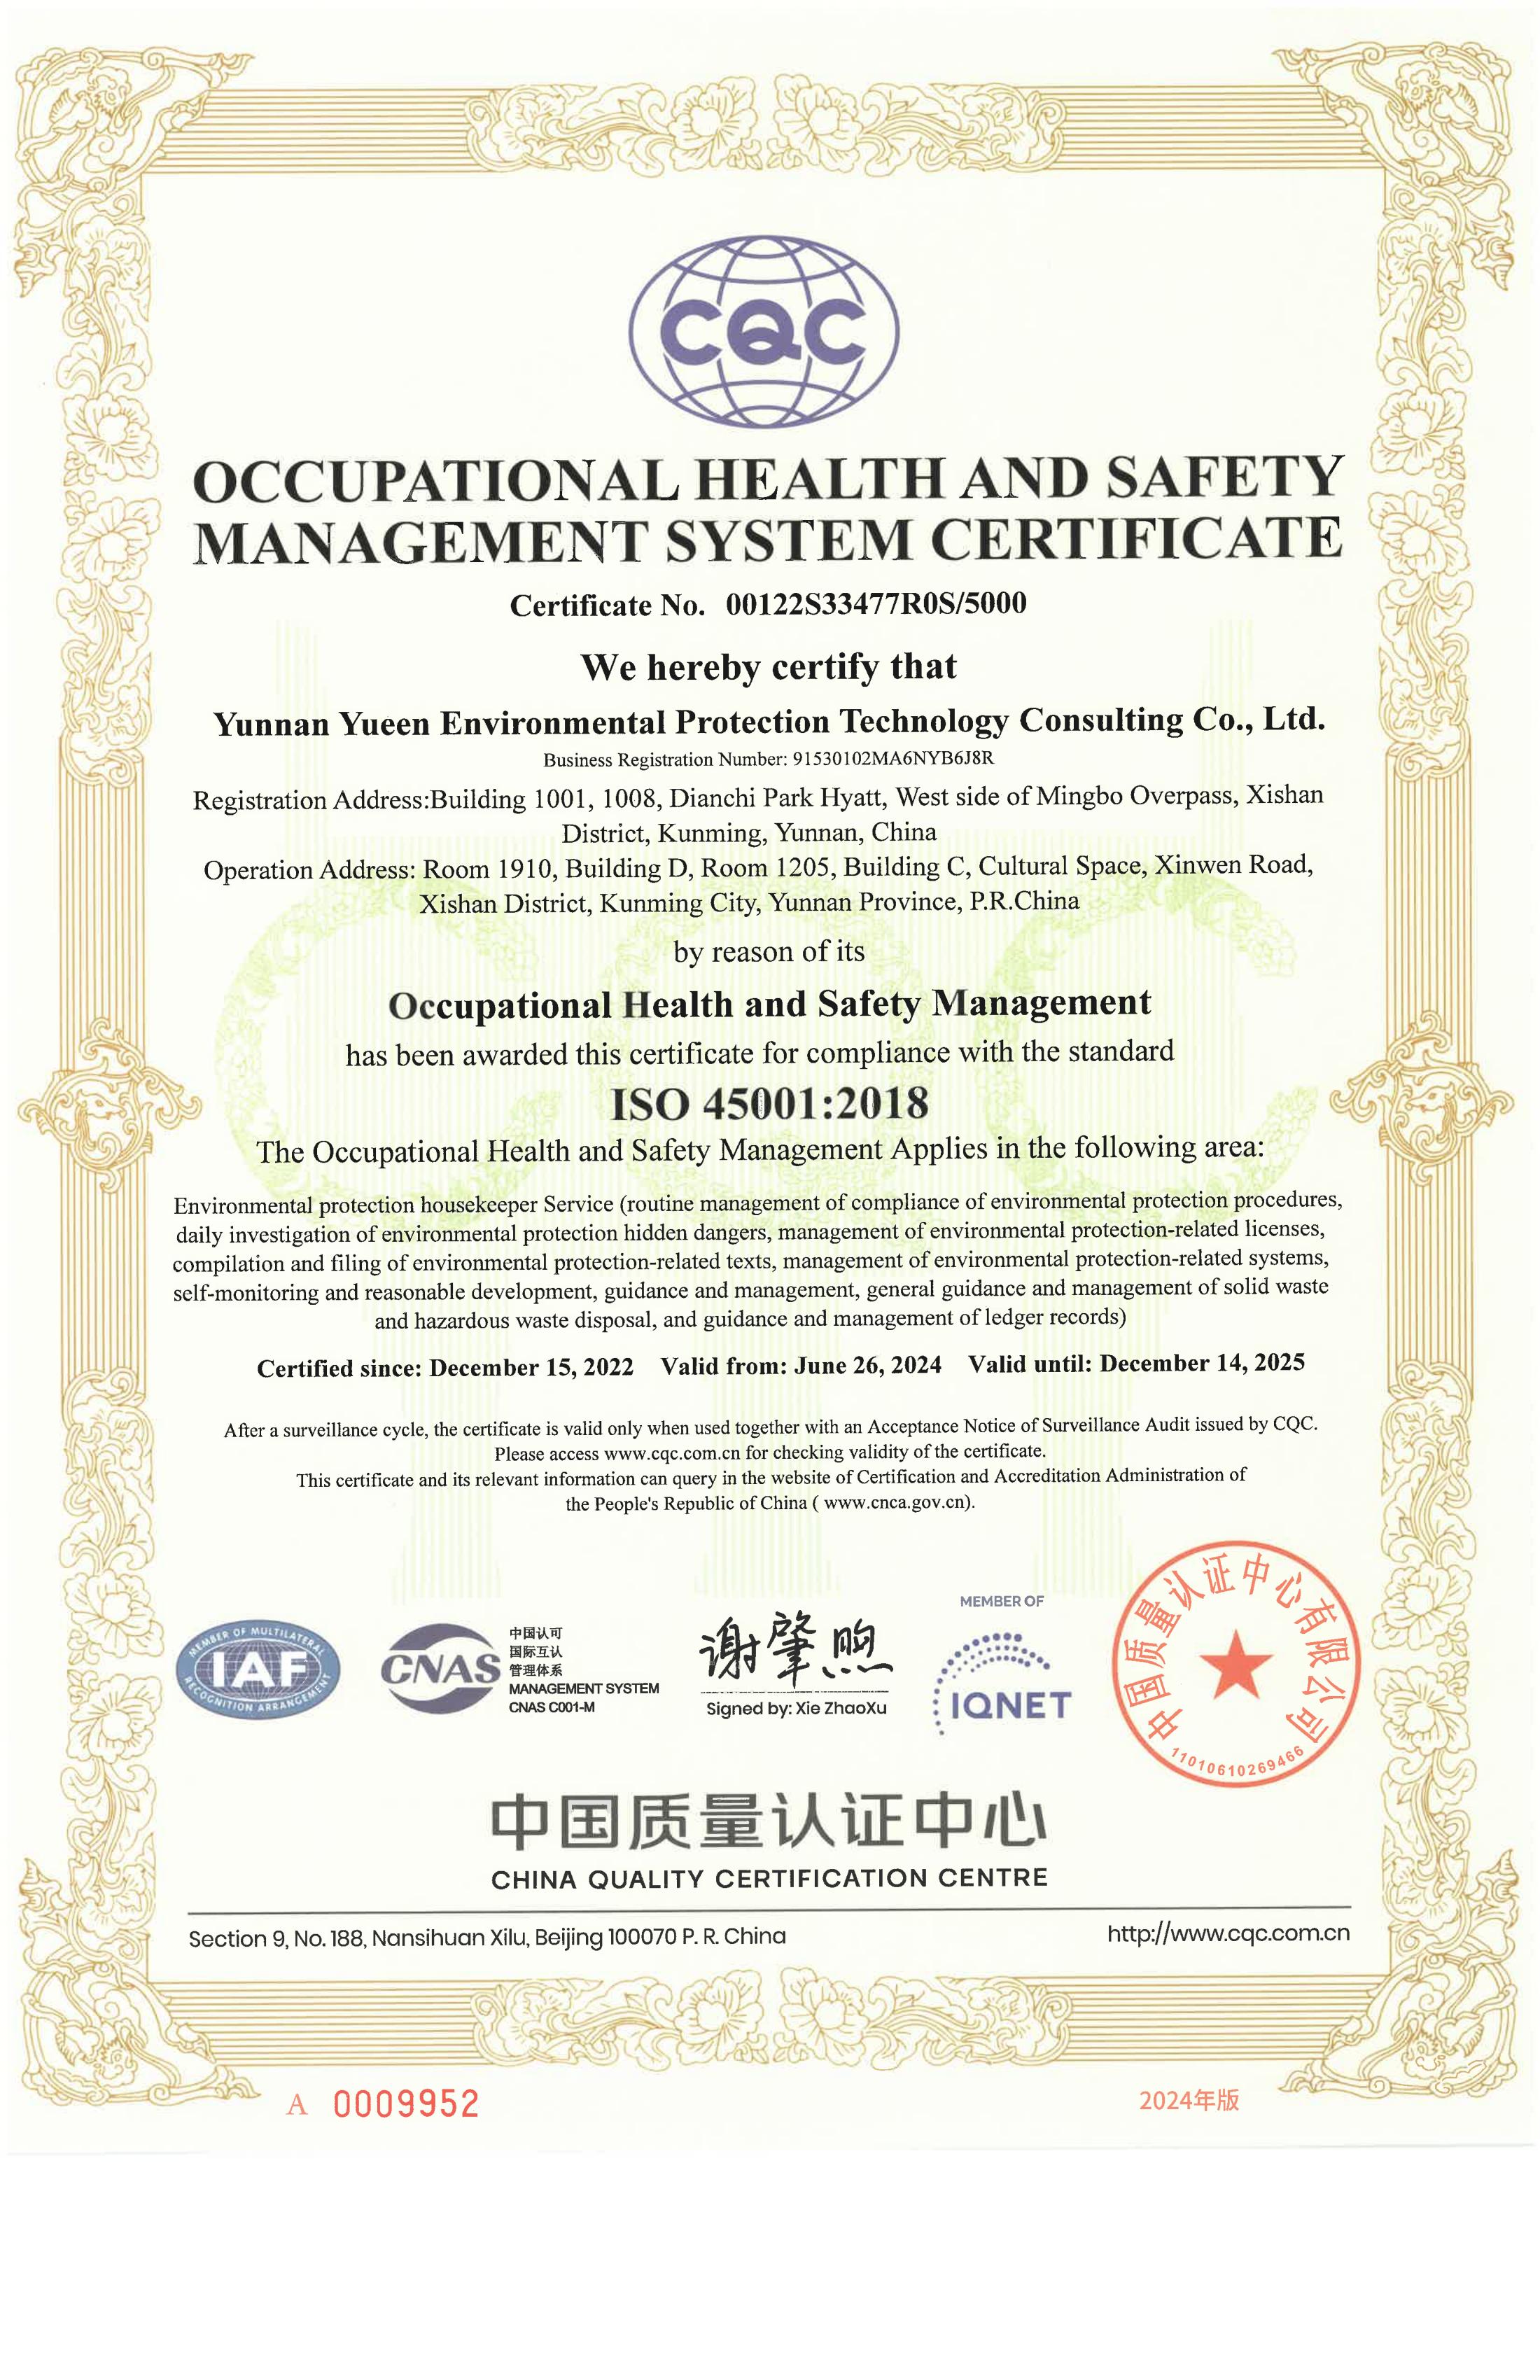 CQC
OCCUPATIONAL HEALTH AND SAFETY
MANAGEMENT SYSTEM CERTIFICATE
Certificate No. 00122S33477R0S/5000
We hereby certify that
Yunnan Yueen Environmental Protection Technology Consulting Co., Ltd.
Business Registration Number: 91530102MA6NYB6J8R
Registration Address:Building 1001, 1008, Dianchi Park Hyatt, West side of Mingbo Overpass, Xishan
District, Kunming, Yunnan, China
Operation Address: Room 1910, Building D, Room 1205, Building C, Cultural Space, Xinwen Road,
Xishan District, Kunming City, Yunnan Province, P.R.China
by reason of its
Occupational Health and Safety Management
has been awarded this certificate for compliance with the standard
ISO 45001:2018
The Occupational Health and Safety Management Applies in the following area:
Environmental protection housekeeper Service (routine management of compliance of environmental protection procedures,
daily investigation of environmental protection hidden dangers, management of environmental protection-related licenses,
compilation and filing of environmental protection-related texts, management of environmental protection-related systems,
self-monitoring and reasonable development, guidance and management, general guidance and management of solid waste
and hazardous waste disposal, and guidance and management of ledger records)
Certified since: December 15, 2022 Valid from: June 26, 2024 Valid until: December 14, 2025
After a surveillance cycle, the certificate is valid only when used together with an Acceptance Notice of Surveillance Audit issued by CQC.
Please access www.cqc.com.cn for checking validity of the certificate.
This certificate and its relevant information can query in the website of Certification and Accreditation Administration of
the People's Republic of China ( www.cnca.gov.cn).
MEMBER OF MULTILATERAL
IAF
RECOGNITION ARRANGEMENT
CNAS
中国认可
国际互认
管理体系
MANAGEMENT SYSTEM
CNAS C001-M
谢肇煦
Signed by: Xie ZhaoXu
MEMBER OF
IQNET
中国质量认证中心有限公司
11010610269466
中国质量认证中心
CHINA QUALITY CERTIFICATION CENTRE
Section 9, No. 188, Nansihuan Xilu, Beijing 100070 P. R. China
http://www.cqc.com.cn
A 0009952
2024年版